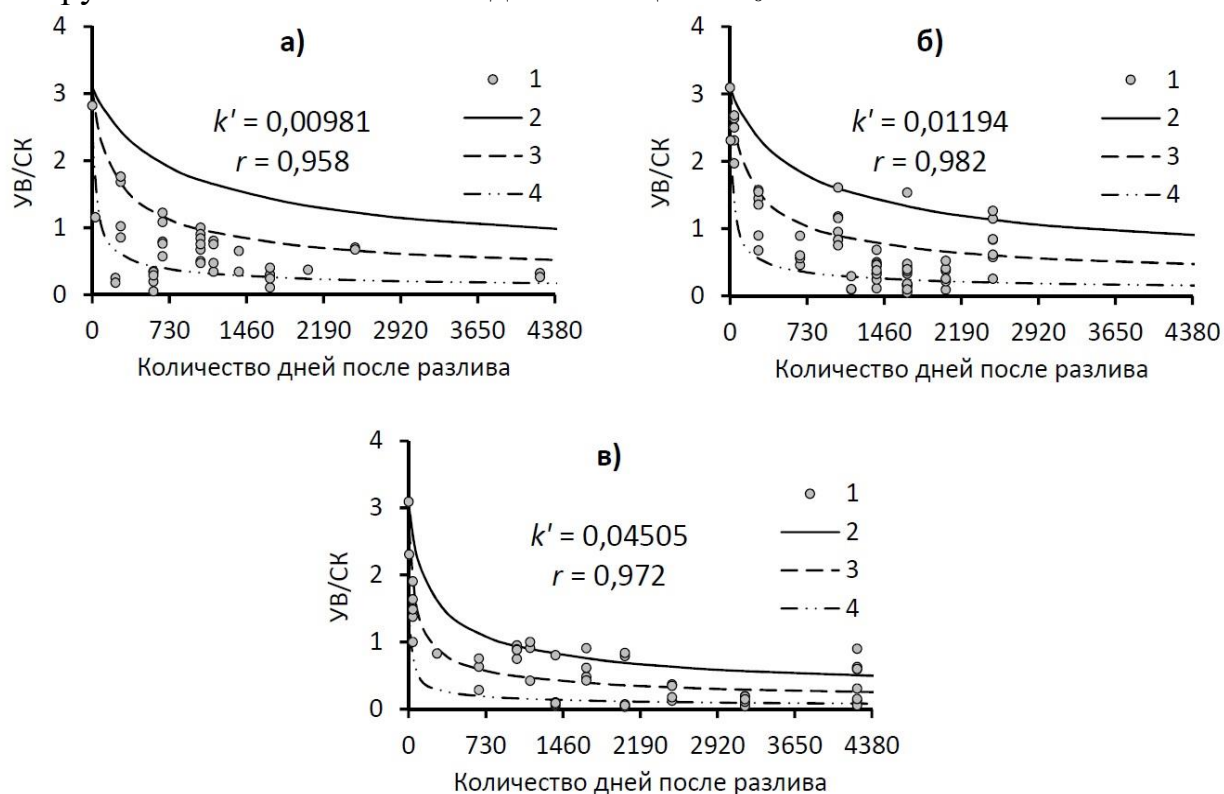 а)
4
3
2
1
0
УВ/СК
k' = 0,00981
r = 0,958
1
2
3
4
0 730 1460 2190 2920 3650 4380
Количество дней после разлива
б)
4
3
2
1
0
УВ/СК
k' = 0,01194
r = 0,982
1
2
3
4
0 730 1460 2190 2920 3650 4380
Количество дней после разлива
в)
4
3
2
1
0
УВ/СК
k' = 0,04505
r = 0,972
1
2
3
4
0 730 1460 2190 2920 3650 4380
Количество дней после разлива